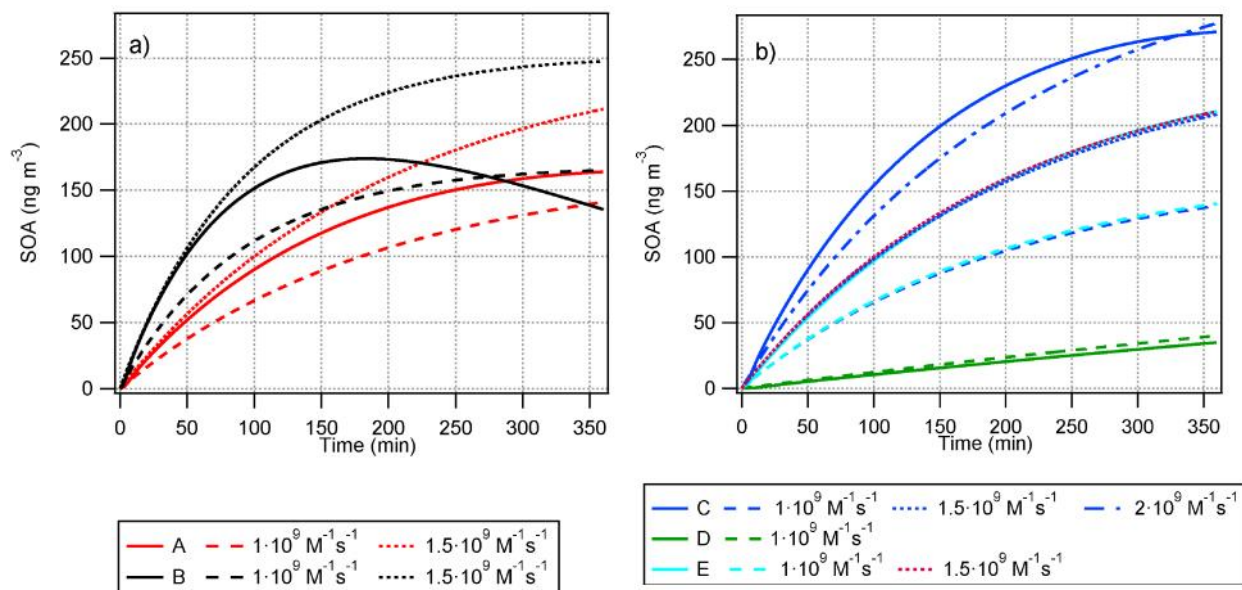 a)
SOA (ng m⁻³)
250
200
150
100
50
0
0 50 100 150 200 250 300 350
Time (min)
A 1·10⁹ M⁻¹s⁻¹ 1.5·10⁹ M⁻¹s⁻¹
B 1·10⁹ M⁻¹s⁻¹ 1.5·10⁹ M⁻¹s⁻¹
b)
SOA (ng m⁻³)
250
200
150
100
50
0
0 50 100 150 200 250 300 350
Time (min)
C 1·10⁹ M⁻¹s⁻¹ 1.5·10⁹ M⁻¹s⁻¹ 2·10⁹ M⁻¹s⁻¹
D 1·10⁹ M⁻¹s⁻¹
E 1·10⁹ M⁻¹s⁻¹ 1.5·10⁹ M⁻¹s⁻¹